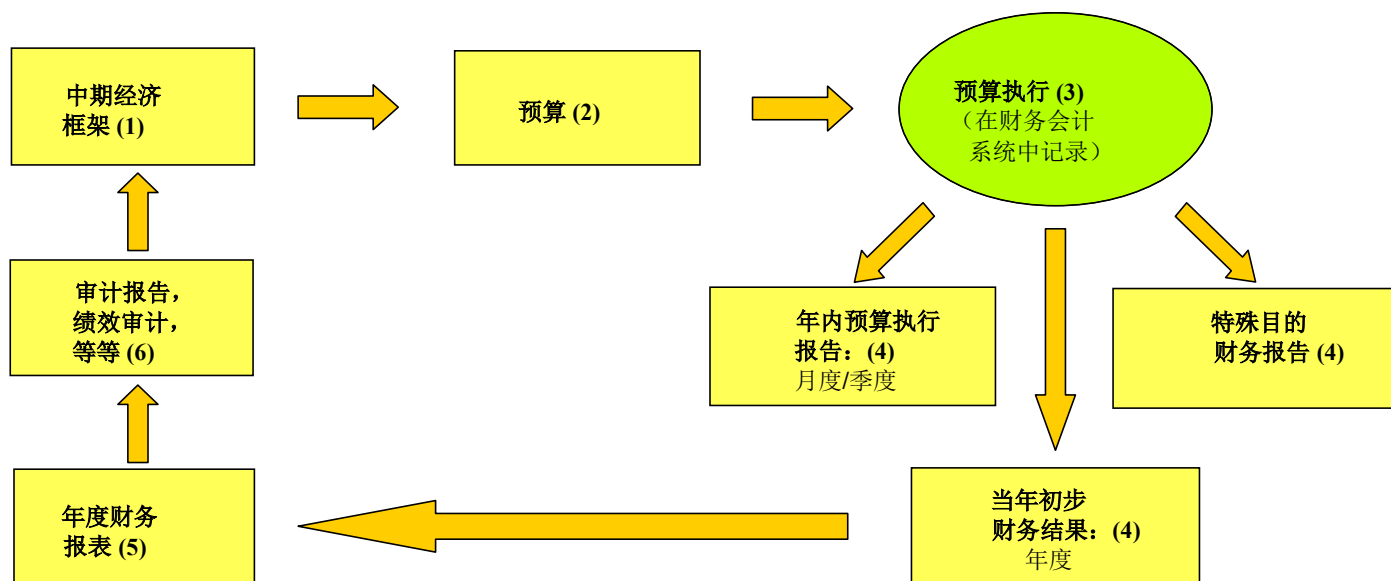 中期经济
框架 (1)
预算 (2)
预算执行 (3)
（在财务会计
系统中记录）
审计报告，
绩效审计，
等等 (6)
年内预算执行
报告：(4)
月度/季度
特殊目的
财务报告 (4)
年度财务
报表 (5)
当年初步
财务结果：(4)
年度